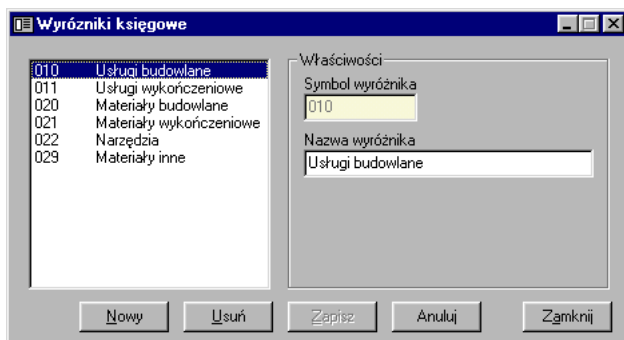 Wyrózniki księgowe
010 Usługi budowlane
011 Usługi wykończeniowe
020 Materiały budowlane
021 Materiały wykończeniowe
022 Narzędzia
029 Materiały inne
Właściwości
Symbol wyróżnika
010
Nazwa wyróżnika
Usługi budowlane
Nowy Usuń Zapisz Anuluj Zamknij